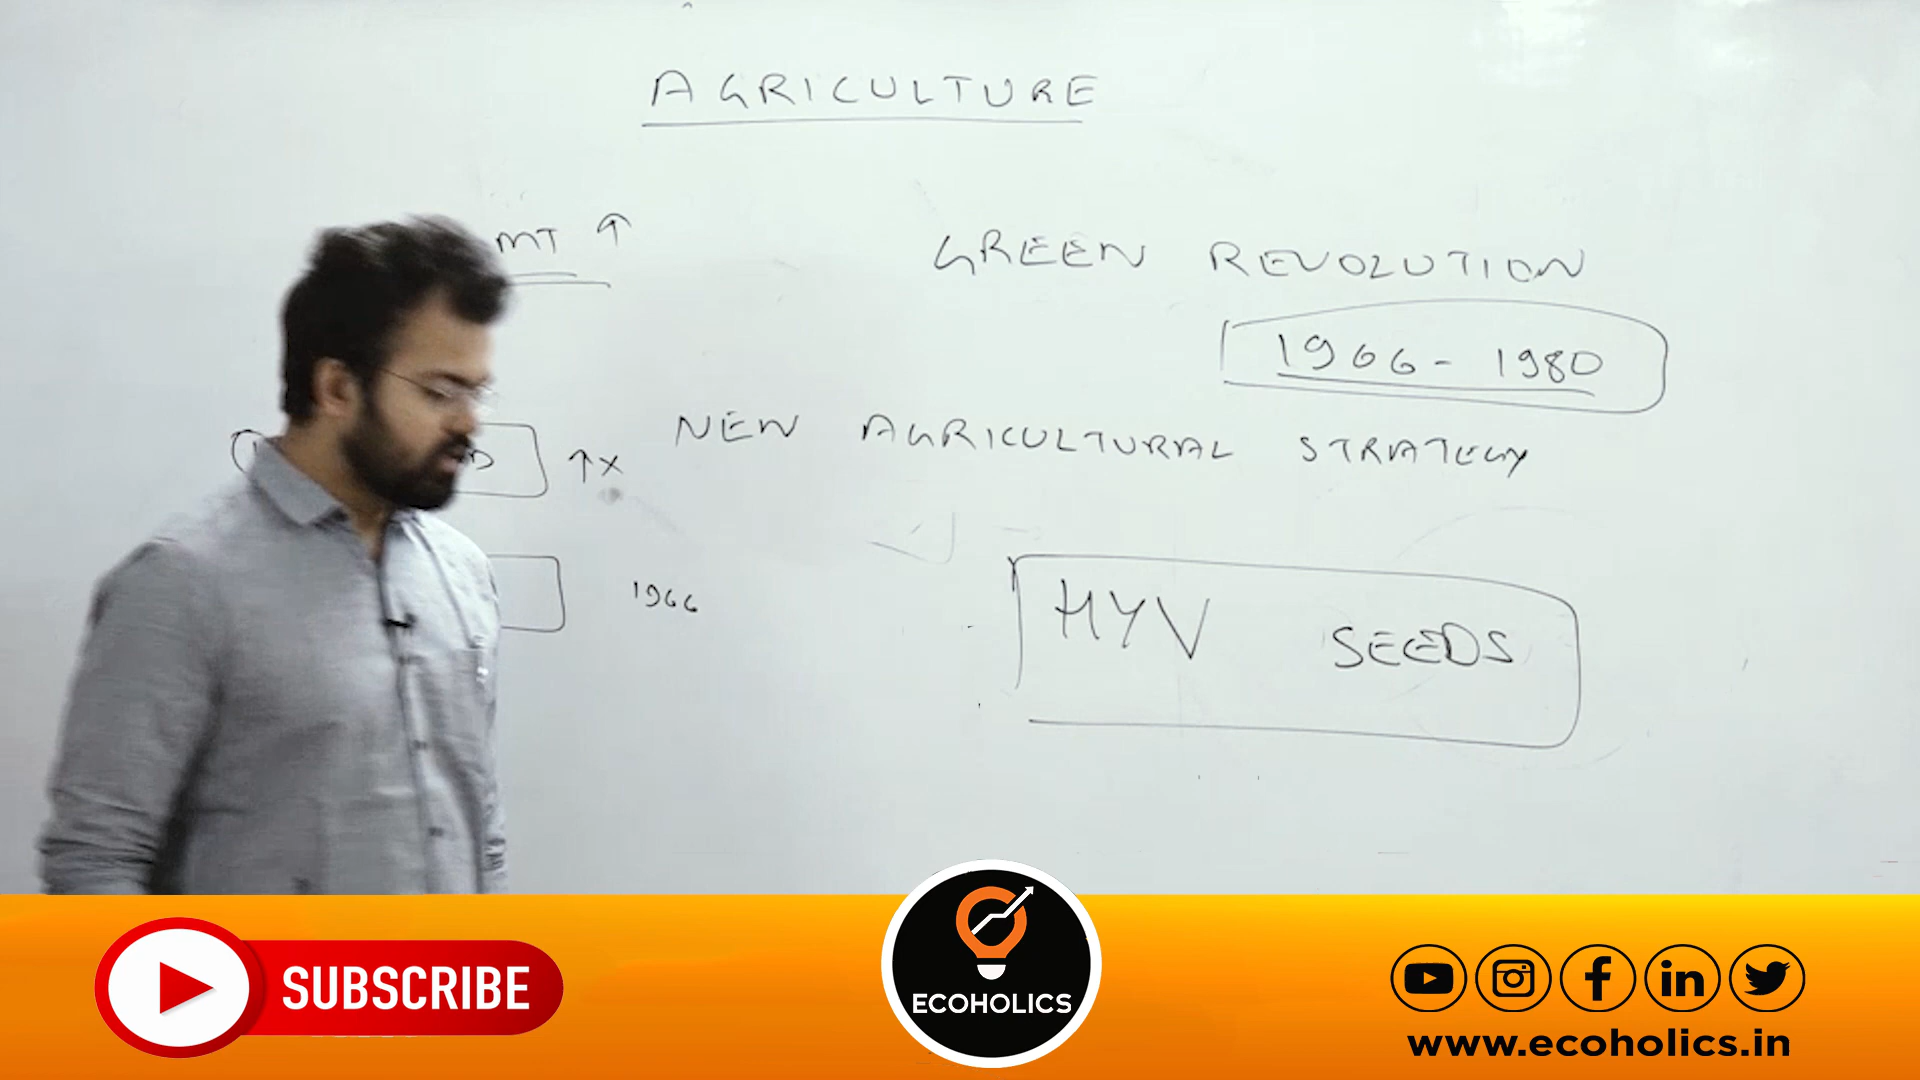 AGRICULTURE
MT ↑
GREEN REVOLUTION
1966 - 1980
NEW AGRICULTURAL STRATEGY
↑x
1966
HYV SEEDS
SUBSCRIBE
ECOHOLICS
www.ecoholics.in